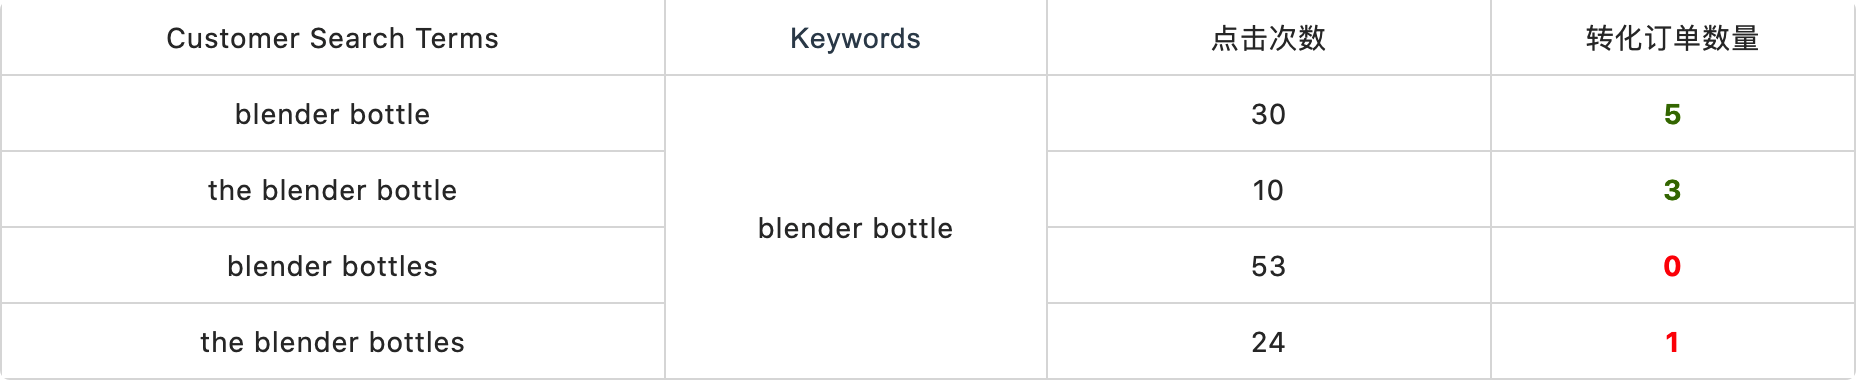 Customer Search Terms Keywords 点击次数 转化订单数量
blender bottle 30 5
the blender bottle 10 3
blender bottle
blender bottles 53 0
the blender bottles 24 1